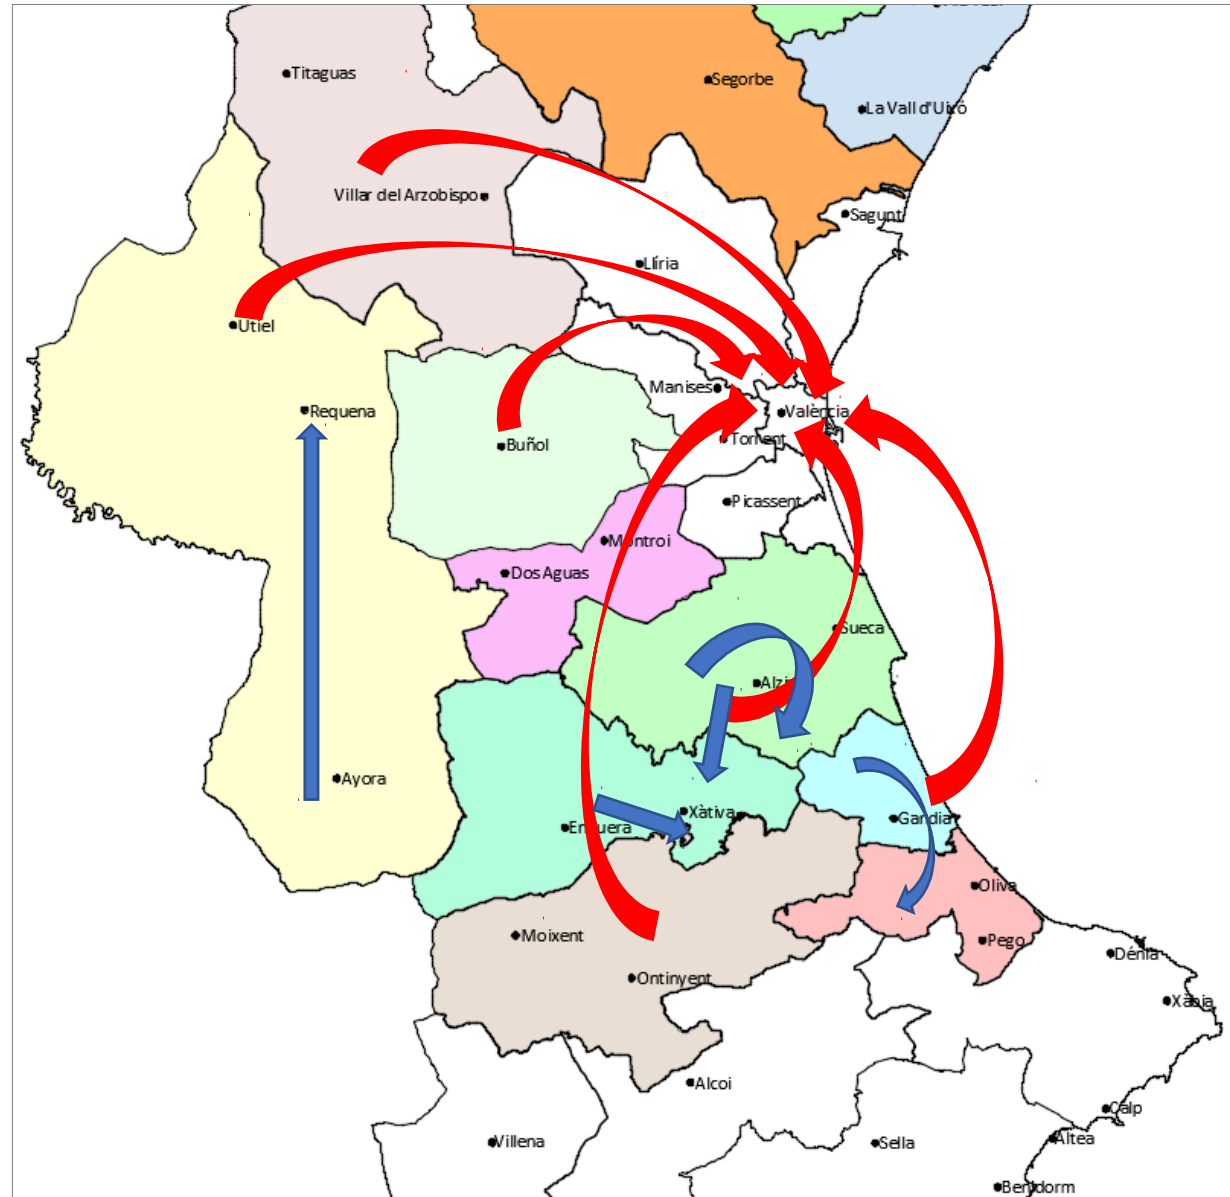 Titaguas
Segorbe
La Vall d'Uixó
Villar del Arzobispo
Sagunt
Llíria
Utiel
Manises
Requena
València
Buñol
Torrent
Picassent
Montroi
Dos Aguas
Sueca
Ayora
Xàtiva
Enguera
Gandia
Oliva
Moixent
Pego
Dénia
Ontinyent
Xàbia
Alcoi
Calp
Villena
Sella
Altea
Benidorm